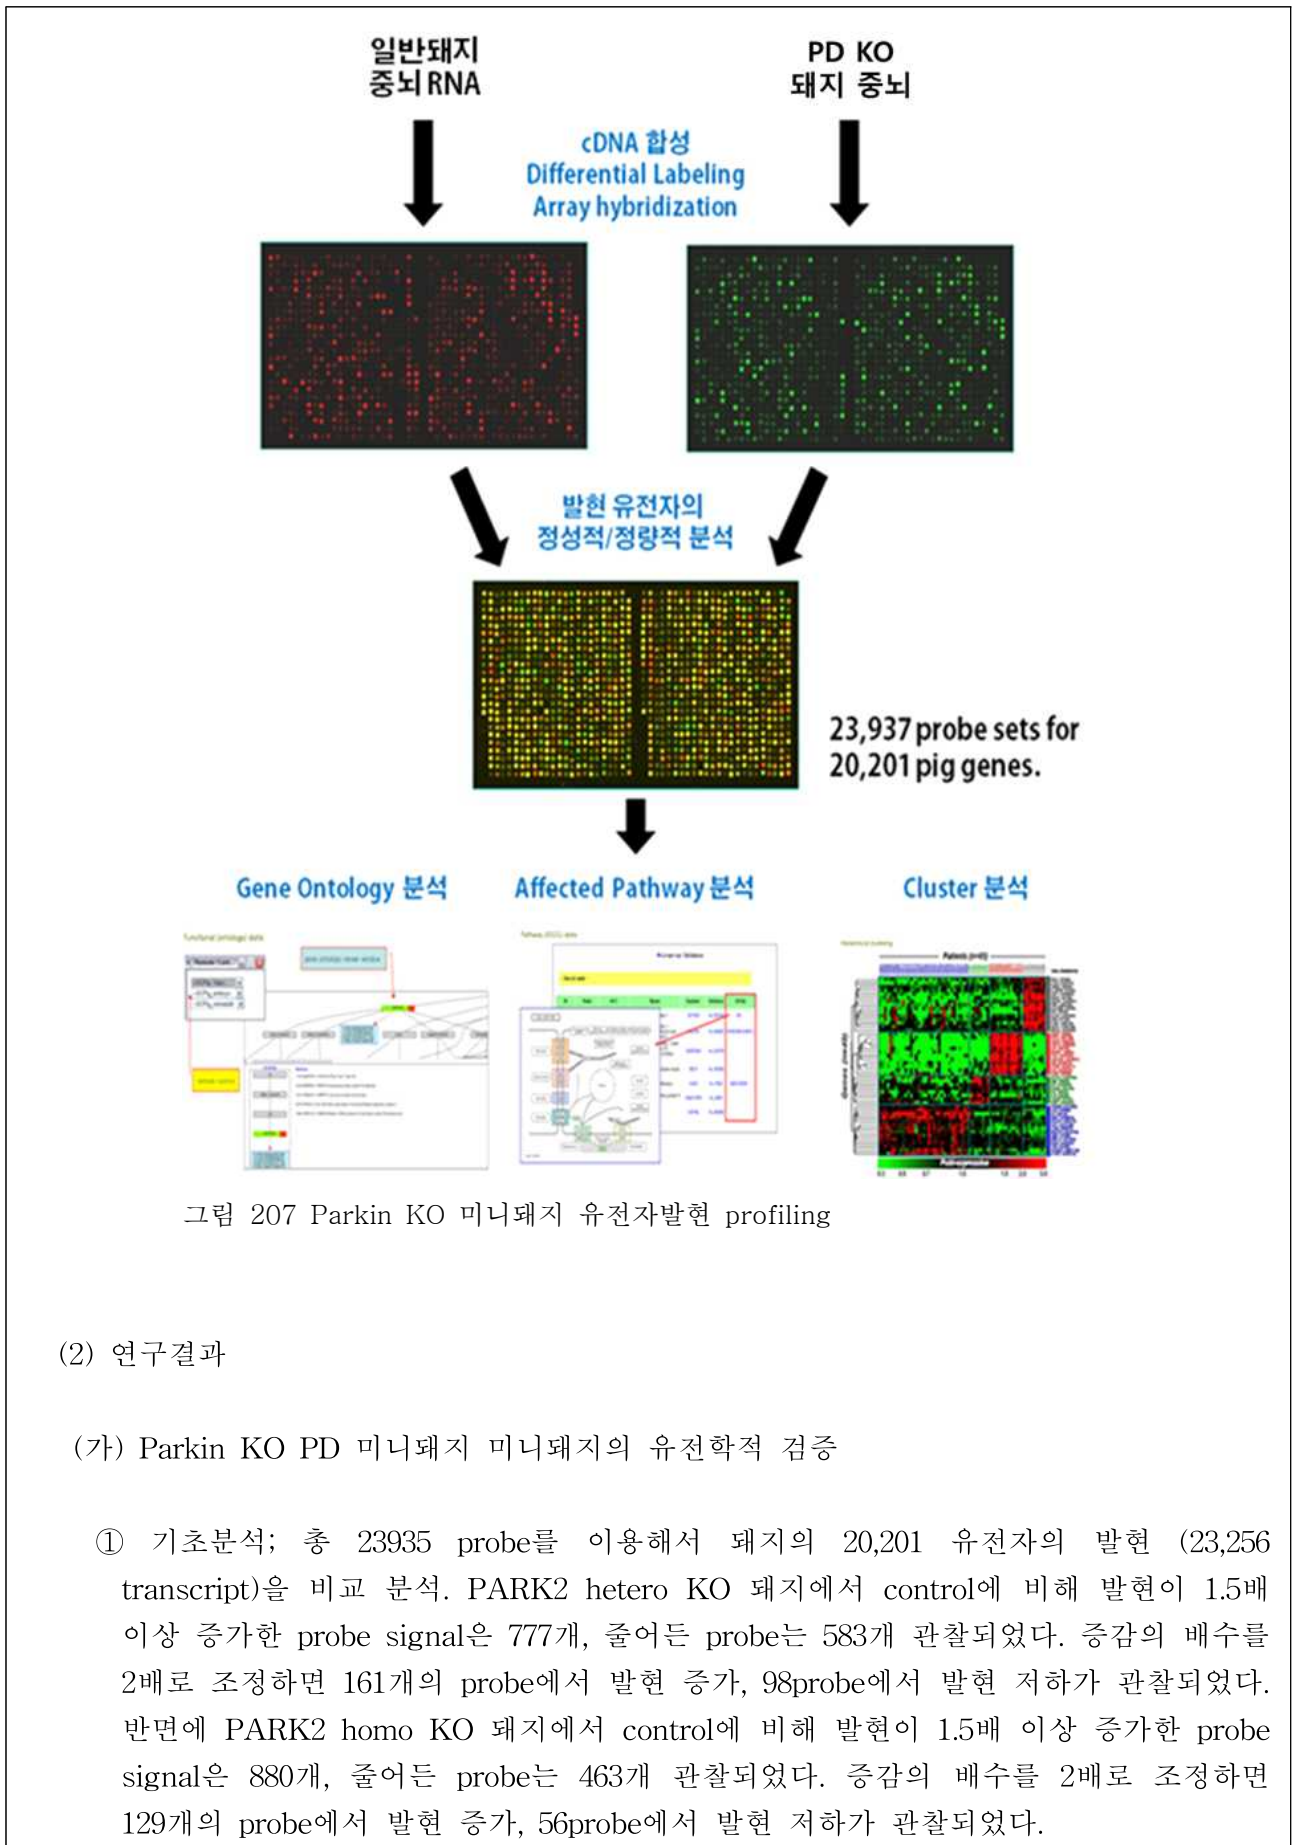 일반돼지
중뇌 RNA
PD KO
돼지 중뇌
cDNA 합성
Differential Labeling
Array hybridization
발현 유전자의
정성적/정량적 분석
23,937 probe sets for
20,201 pig genes.
Gene Ontology 분석
Affected Pathway 분석
Cluster 분석
그림 207 Parkin KO 미니돼지 유전자발현 profiling
(2) 연구결과
(가) Parkin KO PD 미니돼지 미니돼지의 유전학적 검증
① 기초분석; 총 23935 probe를 이용해서 돼지의 20,201 유전자의 발현 (23,256
transcript)을 비교 분석. PARK2 hetero KO 돼지에서 control에 비해 발현이 1.5배
이상 증가한 probe signal은 777개, 줄어든 probe는 583개 관찰되었다. 증감의 배수를
2배로 조정하면 161개의 probe에서 발현 증가, 98probe에서 발현 저하가 관찰되었다.
반면에 PARK2 homo KO 돼지에서 control에 비해 발현이 1.5배 이상 증가한 probe
signal은 880개, 줄어든 probe는 463개 관찰되었다. 증감의 배수를 2배로 조정하면
129개의 probe에서 발현 증가, 56probe에서 발현 저하가 관찰되었다.